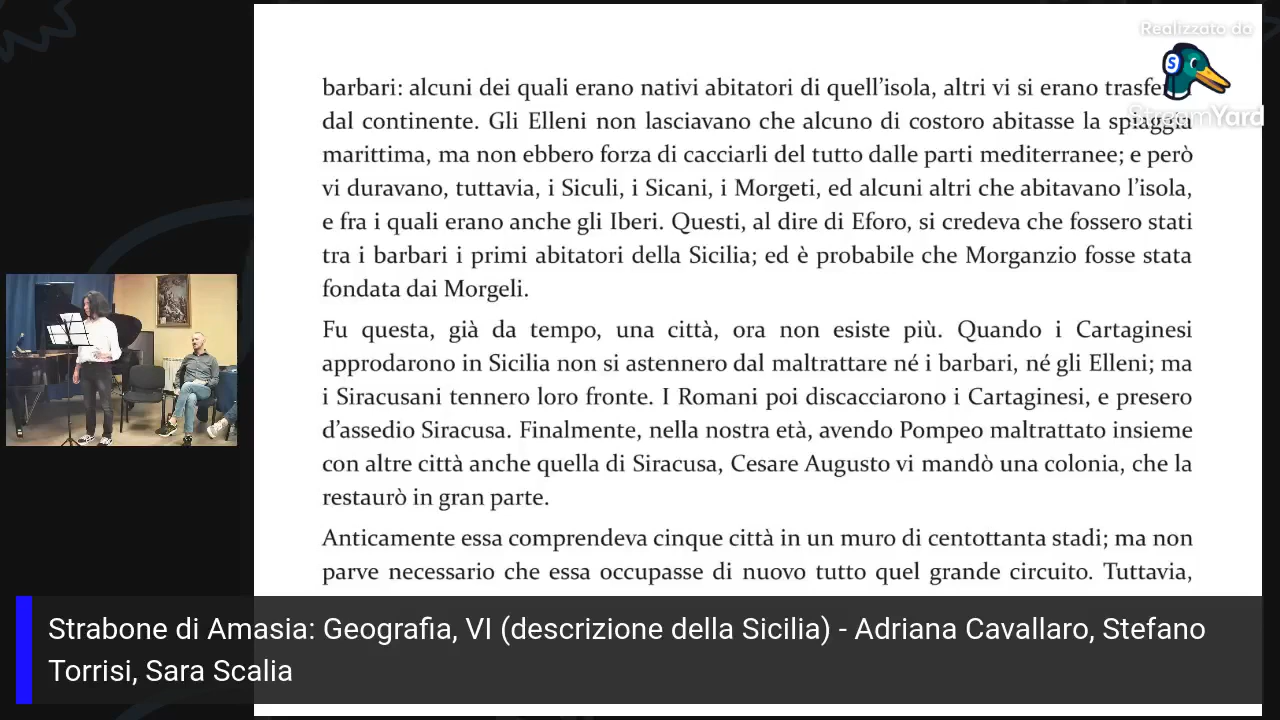 Realizzato da
StreamYard
barbari: alcuni dei quali erano nativi abitatori di quell'isola, altri vi si erano
dal continente. Gli Elleni non lasciavano che alcuno di costoro abitasse la spiaggia
marittima, ma non ebbero forza di cacciarli del tutto dalle parti mediterranee; e però
vi duravano, tuttavia, i Siculi, i Sicani, i Morgeti, ed alcuni altri che abitavano l'isola,
e fra i quali erano anche gli Iberi. Questi, al dire di Eforo, si credeva che fossero stati
tra i barbari i primi abitatori della Sicilia; ed è probabile che Morganzio fosse stata
fondata dai Morgeli.
Fu questa, già da tempo, una città, ora non esiste più. Quando i Cartaginesi
approdarono in Sicilia non si astennero dal maltrattare né i barbari, né gli Elleni; ma
i Siracusani tennero loro fronte. I Romani poi discacciarono i Cartaginesi, e presero
d'assedio Siracusa. Finalmente, nella nostra età, avendo Pompeo maltrattato insieme
con altre città anche quella di Siracusa, Cesare Augusto vi mandò una colonia, che la
restaurò in gran parte.
Anticamente essa comprendeva cinque città in un muro di centottanta stadi; ma non
parve necessario che essa occupasse di nuovo tutto quel grande circuito. Tuttavia,
Strabone di Amasia: Geografia, VI (descrizione della Sicilia) - Adriana Cavallaro, Stefano
Torrisi, Sara Scalia